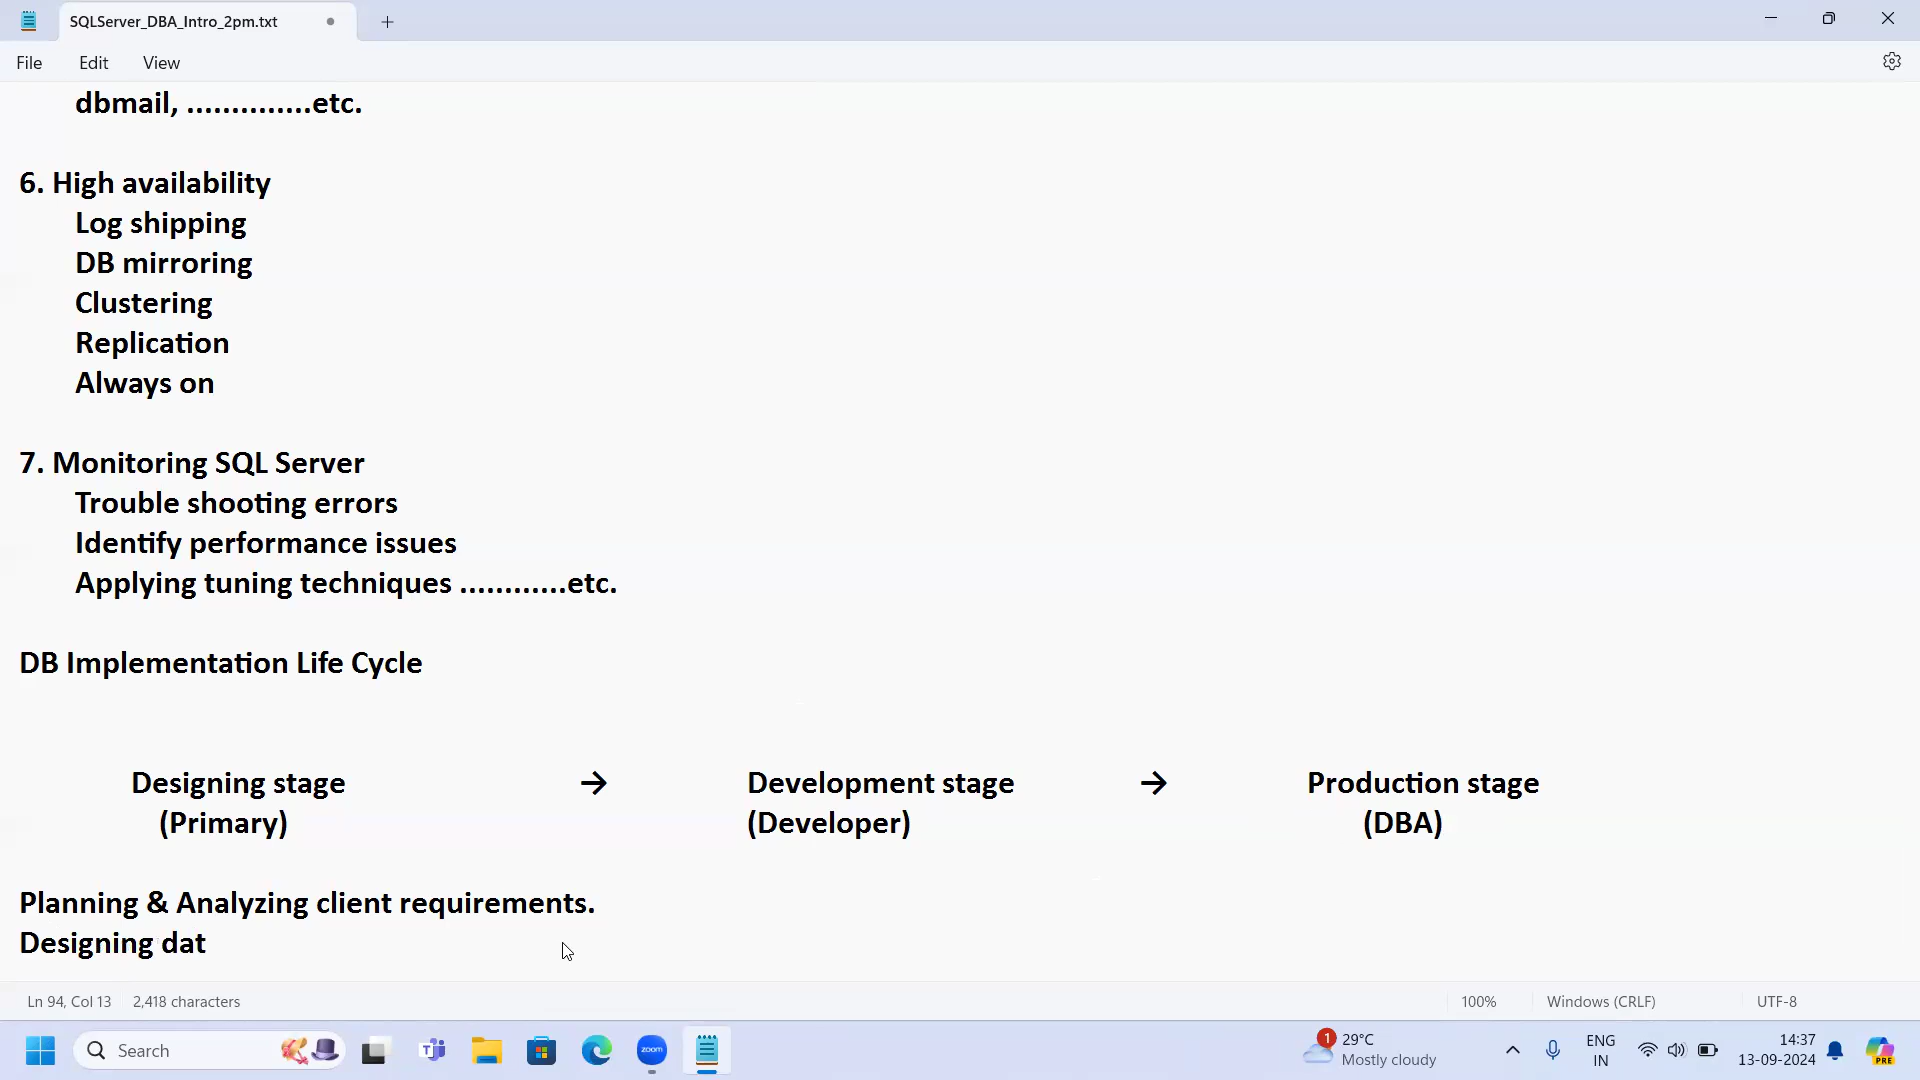 SQLServer_DBA_Intro_2pm.txt
File Edit View
dbmail, ..............etc.
6. High availability
Log shipping
DB mirroring
Clustering
Replication
Always on
7. Monitoring SQL Server
Trouble shooting errors
Identify performance issues
Applying tuning techniques ............etc.
DB Implementation Life Cycle
Designing stage → Development stage → Production stage
(Primary) (Developer) (DBA)
Planning & Analyzing client requirements.
Designing dat
Ln 94, Col 13 2,418 characters 100% Windows (CRLF) UTF-8
Search zoom 1 29°C Mostly cloudy ENG IN 14:37 13-09-2024 PRE